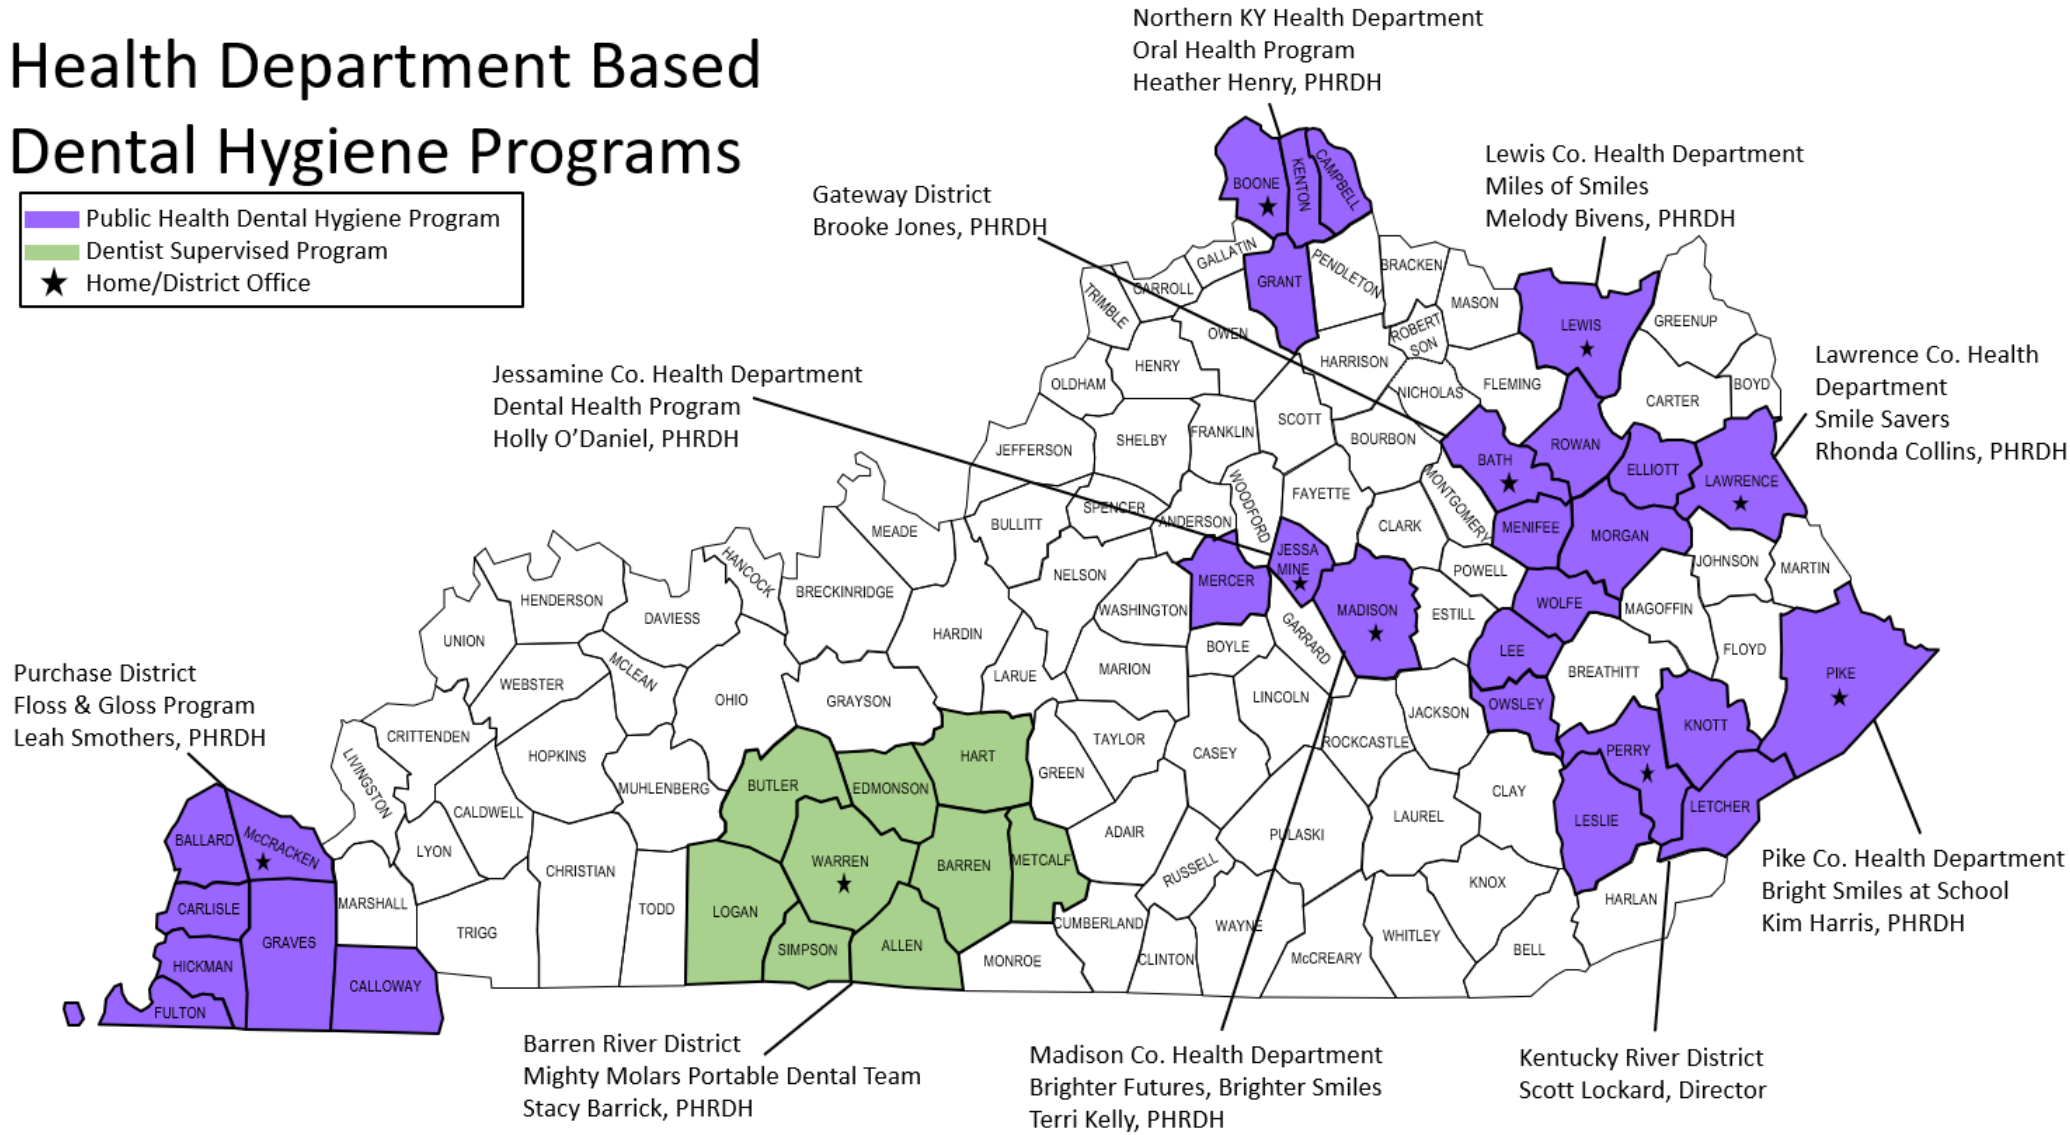 Health Department Based
Dental Hygiene Programs
Public Health Dental Hygiene Program
Dentist Supervised Program
Home/District Office
Northern KY Health Department
Oral Health Program
Heather Henry, PHRDH
Lewis Co. Health Department
Miles of Smiles
Melody Bivens, PHRDH
Gateway District
Brooke Jones, PHRDH
Lawrence Co. Health
Department
Smile Savers
Rhonda Collins, PHRDH
Jessamine Co. Health Department
Dental Health Program
Holly O'Daniel, PHRDH
Purchase District
Floss & Gloss Program
Leah Smothers, PHRDH
Pike Co. Health Department
Bright Smiles at School
Kim Harris, PHRDH
Barren River District
Mighty Molars Portable Dental Team
Stacy Barrick, PHRDH
Madison Co. Health Department
Brighter Futures, Brighter Smiles
Terri Kelly, PHRDH
Kentucky River District
Scott Lockard, Director
BOONE
KENTON
CAMPBELL
GALLATIN
GRANT
PENDLETON
BRACKEN
MASON
LEWIS
GREENUP
CARROLL
TRIMBLE
OWEN
ROBERT
SON
HARRISON
HENRY
OLDHAM
NICHOLAS
FLEMING
CARTER
BOYD
SHELBY
FRANKLIN
SCOTT
BOURBON
JEFFERSON
BATH
ROWAN
ELLIOTT
LAWRENCE
WOODFORD
FAYETTE
MONTGOMERY
SPENCER
ANDERSON
CLARK
MENIFEE
MORGAN
BULLITT
MEADE
HANCOCK
JESSA
MINE
MERCER
NELSON
POWELL
JOHNSON
MARTIN
BRECKINRIDGE
HENDERSON
DAVIESS
WASHINGTON
MADISON
ESTILL
WOLFE
MAGOFFIN
UNION
HARDIN
GARRARD
BOYLE
LEE
FLOYD
WEBSTER
MCLEAN
LARUE
MARION
BREATHITT
PIKE
OHIO
GRAYSON
LINCOLN
JACKSON
OWSLEY
KNOTT
CRITTENDEN
LIVINGSTON
HOPKINS
HART
TAYLOR
CASEY
ROCKCASTLE
PERRY
MUHLENBERG
BUTLER
EDMONSON
GREEN
CLAY
LETCHER
CALDWELL
ADAIR
PULASKI
LAUREL
LESLIE
BALLARD
McCRACKEN
LYON
CHRISTIAN
WARREN
BARREN
METCALF
RUSSELL
KNOX
HARLAN
CARLISLE
MARSHALL
TODD
LOGAN
CUMBERLAND
WAYNE
WHITLEY
GRAVES
TRIGG
SIMPSON
ALLEN
MONROE
CLINTON
McCREARY
BELL
HICKMAN
CALLOWAY
FULTON